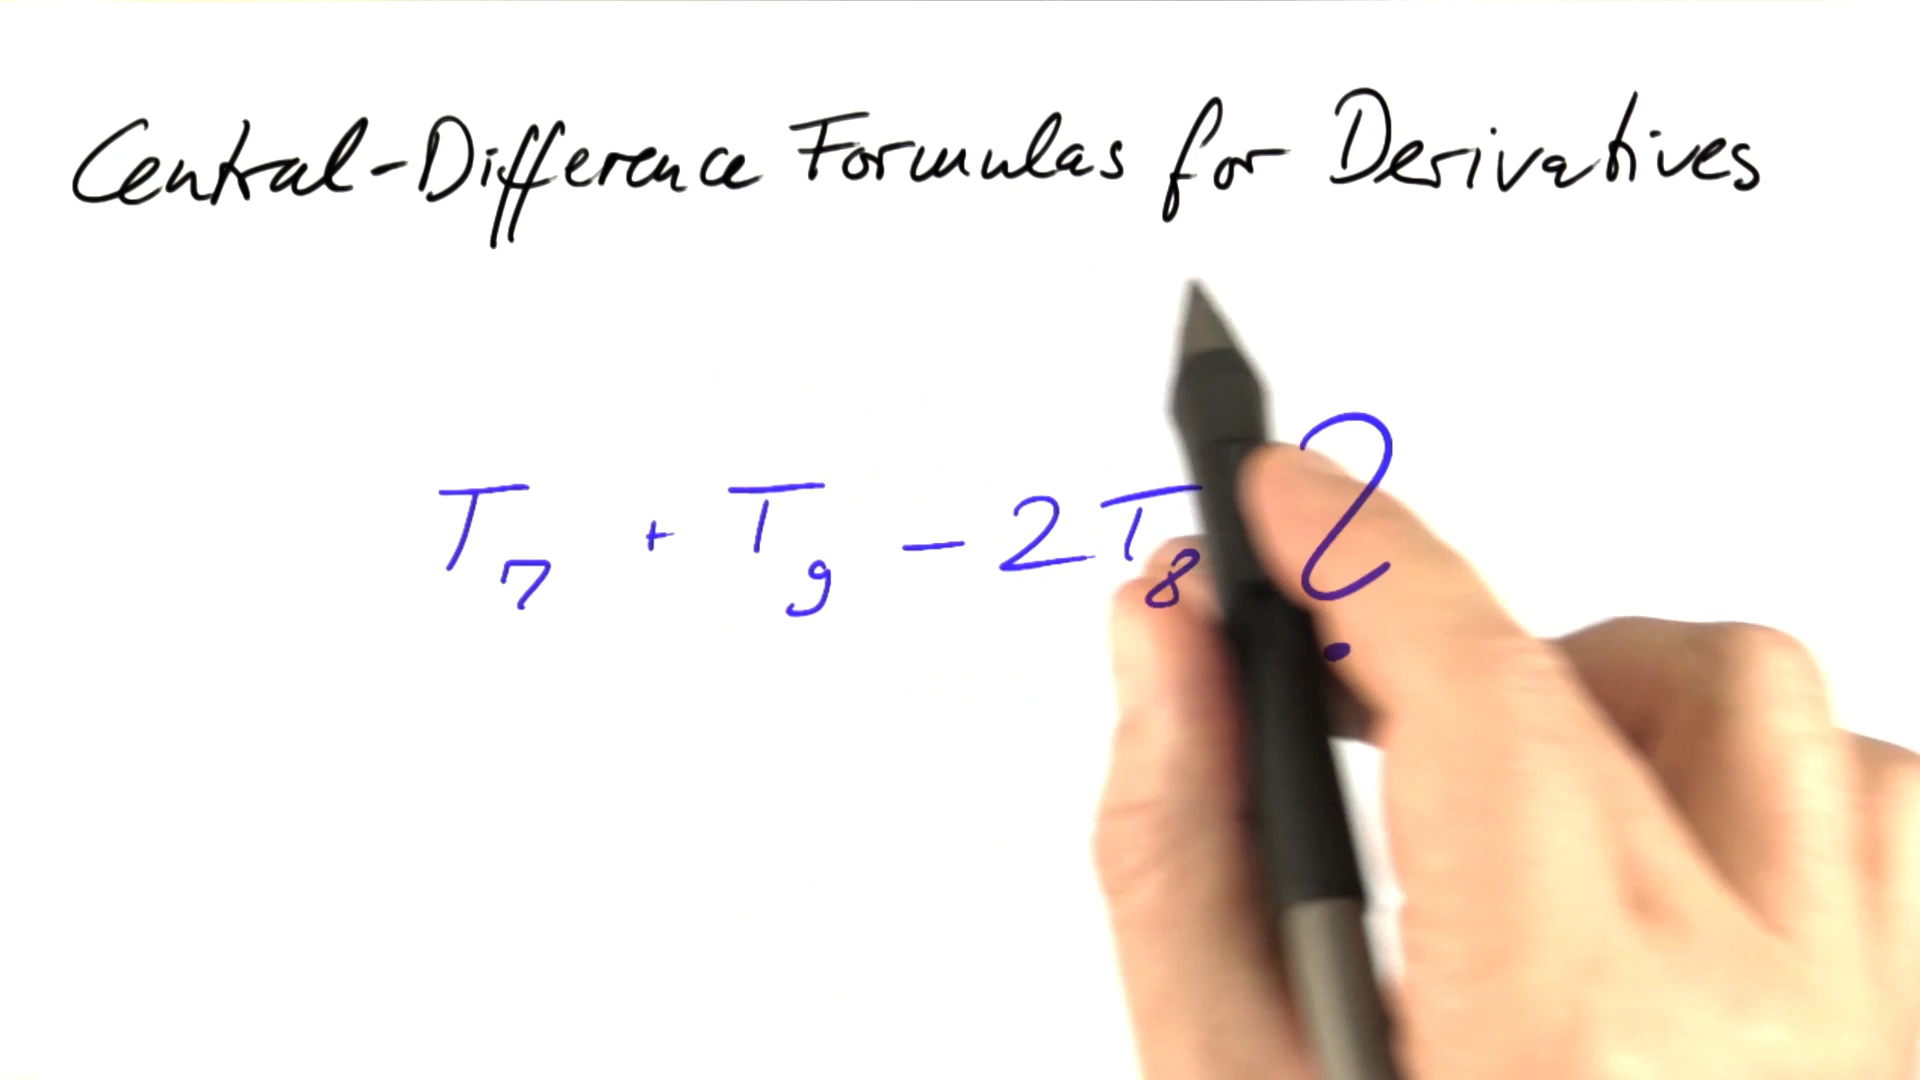 Central-Difference Formulas for Derivatives
T₇ + T₉ - 2T₈ ?